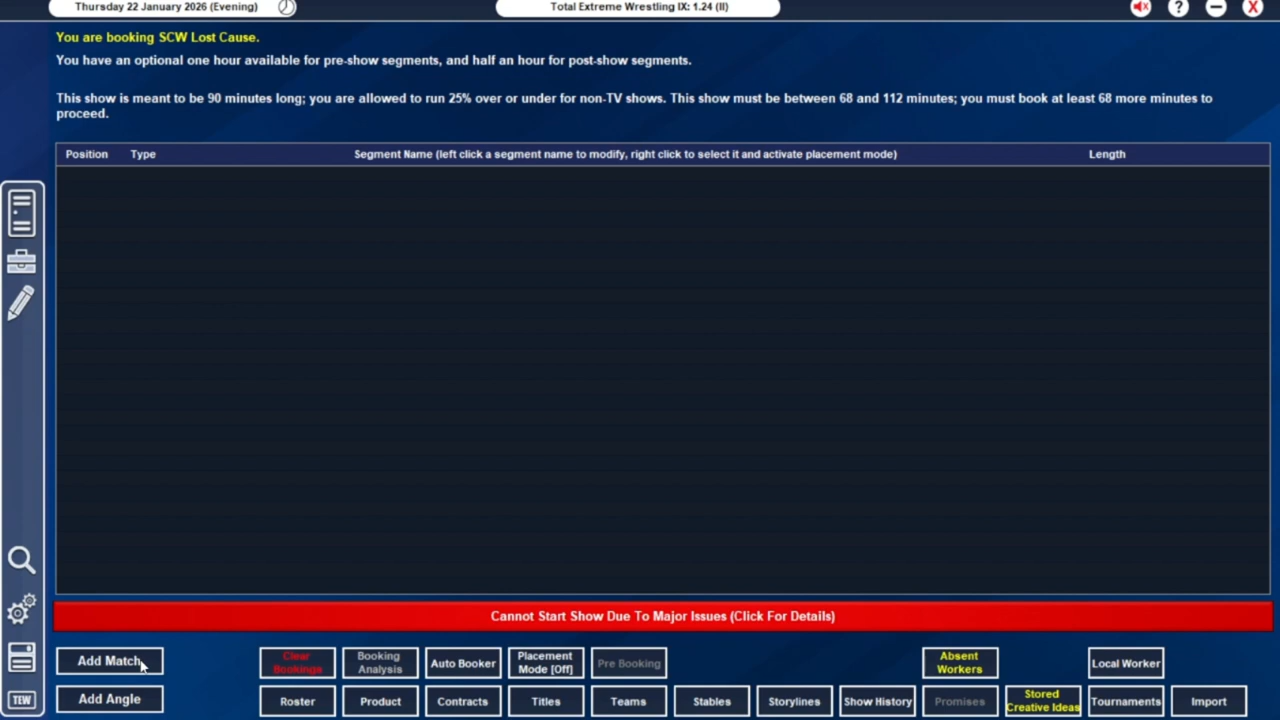 Thursday 22 January 2026 (Evening)
Total Extreme Wrestling IX: 1.24 (II)
?
X
You are booking SCW Lost Cause.
You have an optional one hour available for pre-show segments, and half an hour for post-show segments.
This show is meant to be 90 minutes long; you are allowed to run 25% over or under for non-TV shows. This show must be between 68 and 112 minutes; you must book at least 68 more minutes to
proceed.
Position Type Segment Name (left click a segment name to modify, right click to select it and activate placement mode) Length
Cannot Start Show Due To Major Issues (Click For Details)
Add Match
Clear
Bookings
Booking
Analysis
Auto Booker
Placement
Mode [Off]
Pre Booking
Absent
Workers
Local Worker
TEW
Add Angle
Roster
Product
Contracts
Titles
Teams
Stables
Storylines
Show History
Promises
Stored
Creative Ideas
Tournaments
Import